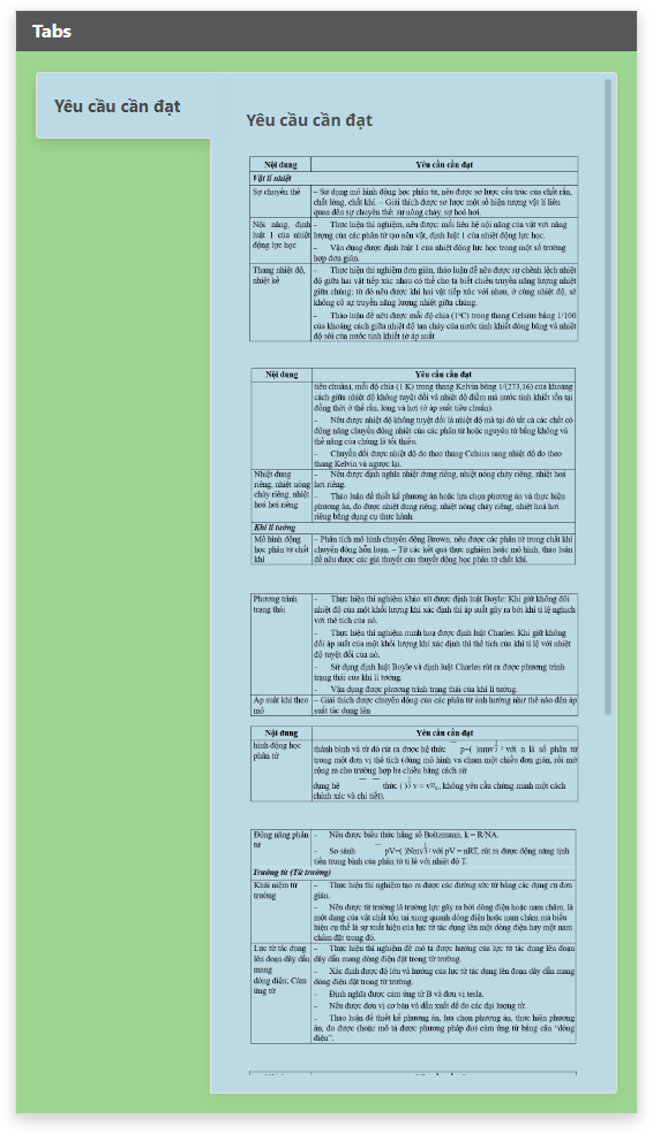 Tabs
Yêu cầu cần đạt
Yêu cầu cần đạt
Nội dung Yêu cầu cần đạt
Vật lí nhiệt
Sự chuyển thể – Sử dụng mô hình động học phân tử, nêu được sơ lược cấu trúc của chất rắn,
chất lỏng, chất khí. – Giải thích được sơ lược một số hiện tượng vật lí liên
quan đến sự chuyển thể: sự nóng chảy, sự hoá hơi.
Nội năng, định – Thực hiện thí nghiệm, nêu được: mối liên hệ nội năng của vật với năng
luật 1 của nhiệt lượng của các phân tử tạo nên vật, định luật 1 của nhiệt động lực học.
động lực học – Vận dụng được định luật 1 của nhiệt động lực học trong một số trường
hợp đơn giản.
Thang nhiệt độ, – Thực hiện thí nghiệm đơn giản, thảo luận để nêu được sự chênh lệch nhiệt
nhiệt kế độ giữa hai vật tiếp xúc nhau có thể cho ta biết chiều truyền năng lượng nhiệt
giữa chúng; từ đó nêu được khi hai vật tiếp xúc với nhau, ở cùng nhiệt độ, sẽ
không có sự truyền năng lượng nhiệt giữa chúng.
– Thảo luận để nêu được mỗi độ chia (1°C) trong thang Celsius bằng 1/100
của khoảng cách giữa nhiệt độ tan chảy của nước tinh khiết đóng băng và nhiệt
độ sôi của nước tinh khiết (ở áp suất
Nội dung Yêu cầu cần đạt
tiêu chuẩn), mỗi độ chia (1 K) trong thang Kelvin bằng 1/(273,16) của khoảng
cách giữa nhiệt độ không tuyệt đối và nhiệt độ điểm mà nước tinh khiết tồn tại
đồng thời ở thể rắn, lỏng và hơi (ở áp suất tiêu chuẩn).
– Nêu được nhiệt độ không tuyệt đối là nhiệt độ mà tại đó tất cả các chất có
động năng chuyển động nhiệt của các phân tử hoặc nguyên tử bằng không và
thế năng của chúng là tối thiểu.
– Chuyển đổi được nhiệt độ đo theo thang Celsius sang nhiệt độ đo theo
thang Kelvin và ngược lại.
Nhiệt dung – Nêu được định nghĩa nhiệt dung riêng, nhiệt nóng chảy riêng, nhiệt hoá
riêng, nhiệt nóng hơi riêng.
chảy riêng, nhiệt – Thảo luận để thiết kế phương án hoặc lựa chọn phương án và thực hiện
hoá hơi riêng phương án, đo được nhiệt dung riêng, nhiệt nóng chảy riêng, nhiệt hoá hơi
riêng bằng dụng cụ thực hành.
Khí lí tưởng
Mô hình động – Phân tích mô hình chuyển động Brown, nêu được các phân tử trong chất khí
học phân tử chất chuyển động hỗn loạn. – Từ các kết quả thực nghiệm hoặc mô hình, thảo luận
khí để nêu được các giả thuyết của thuyết động học phân tử chất khí.
Phương trình – Thực hiện thí nghiệm khảo sát được định luật Boyle: Khi giữ không đổi
trạng thái nhiệt độ của một khối lượng khí xác định thì áp suất gây ra bởi khí tỉ lệ nghịch
với thể tích của nó.
– Thực hiện thí nghiệm minh hoạ được định luật Charles: Khi giữ không
đổi áp suất của một khối lượng khí xác định thì thể tích của khí tỉ lệ với nhiệt
độ tuyệt đối của nó.
– Sử dụng định luật Boyle và định luật Charles rút ra được phương trình
trạng thái của khí lí tưởng.
– Vận dụng được phương trình trạng thái của khí lí tưởng.
Áp suất khí theo – Giải thích được chuyển động của các phân tử ảnh hưởng như thế nào đến áp
mô suất tác dụng lên
Nội dung Yêu cầu cần đạt
hình động học thành bình và từ đó rút ra được hệ thức p=( )nmv với n là số phân tử
phân tử trong một đơn vị thể tích (dùng mô hình va chạm một chiều đơn giản, rồi mở
rộng ra cho trường hợp ba chiều bằng cách sử
dụng hệ thức ( ) , không yêu cầu chứng minh một cách
chính xác và chi tiết).
Động năng phân – Nêu được biểu thức hằng số Boltzmann, k = R/NA.
tử – So sánh pV=( )Nmv với pV = nRT, rút ra được động năng tịnh
tiến trung bình của phân tử tỉ lệ với nhiệt độ T.
Trường từ (Từ trường)
Khái niệm từ – Thực hiện thí nghiệm tạo ra được các đường sức từ bằng các dụng cụ đơn
trường giản.
– Nêu được từ trường là trường lực gây ra bởi dòng điện hoặc nam châm, là
một dạng của vật chất tồn tại xung quanh dòng điện hoặc nam châm mà biểu
hiện cụ thể là sự xuất hiện của lực từ tác dụng lên một dòng điện hay một nam
châm đặt trong đó.
Lực từ tác dụng – Thực hiện thí nghiệm để mô tả được hướng của lực từ tác dụng lên đoạn
lên đoạn dây dẫn dây dẫn mang dòng điện đặt trong từ trường.
mang – Xác định được độ lớn và hướng của lực từ tác dụng lên đoạn dây dẫn mang
dòng điện; Cảm dòng điện đặt trong từ trường.
ứng từ – Định nghĩa được cảm ứng từ B và đơn vị tesla.
– Nêu được đơn vị cơ bản và dẫn xuất để đo các đại lượng từ.
– Thảo luận để thiết kế phương án, lựa chọn phương án, thực hiện phương
án, đo được (hoặc mô tả được phương pháp đo) cảm ứng từ bằng cân “dòng
điện”.